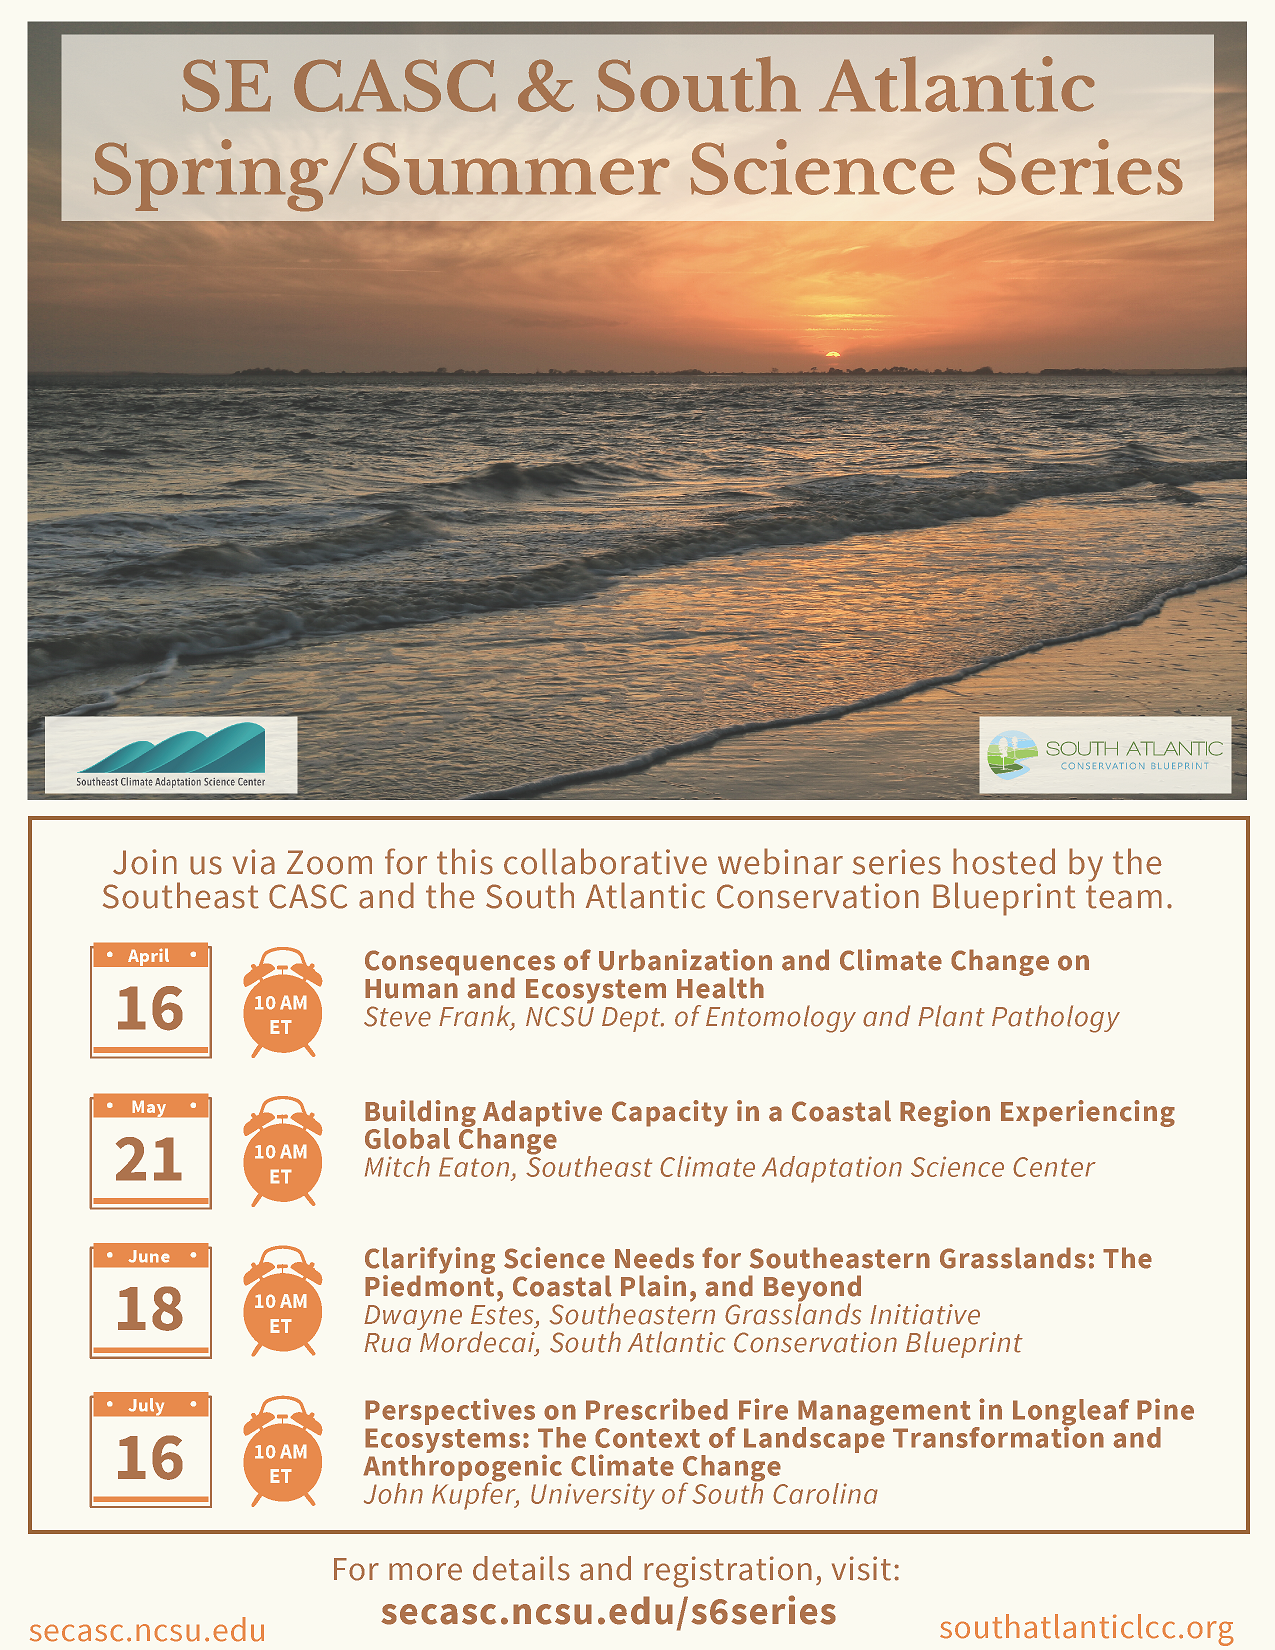 SE CASC & South Atlantic
Spring/Summer Science Series
Southeast Climate Adaptation Science Center
SOUTH ATLANTIC
CONSERVATION BLUEPRINT
Join us via Zoom for this collaborative webinar series hosted by the
Southeast CASC and the South Atlantic Conservation Blueprint team.
April
16
10 AM
ET
Consequences of Urbanization and Climate Change on
Human and Ecosystem Health
Steve Frank, NCSU Dept. of Entomology and Plant Pathology
May
21
10 AM
ET
Building Adaptive Capacity in a Coastal Region Experiencing
Global Change
Mitch Eaton, Southeast Climate Adaptation Science Center
June
18
10 AM
ET
Clarifying Science Needs for Southeastern Grasslands: The
Piedmont, Coastal Plain, and Beyond
Dwayne Estes, Southeastern Grasslands Initiative
Rua Mordecai, South Atlantic Conservation Blueprint
July
16
10 AM
ET
Perspectives on Prescribed Fire Management in Longleaf Pine
Ecosystems: The Context of Landscape Transformation and
Anthropogenic Climate Change
John Kupfer, University of South Carolina
For more details and registration, visit:
secasc.ncsu.edu/s6series
secasc.ncsu.edu
southatlanticlcc.org